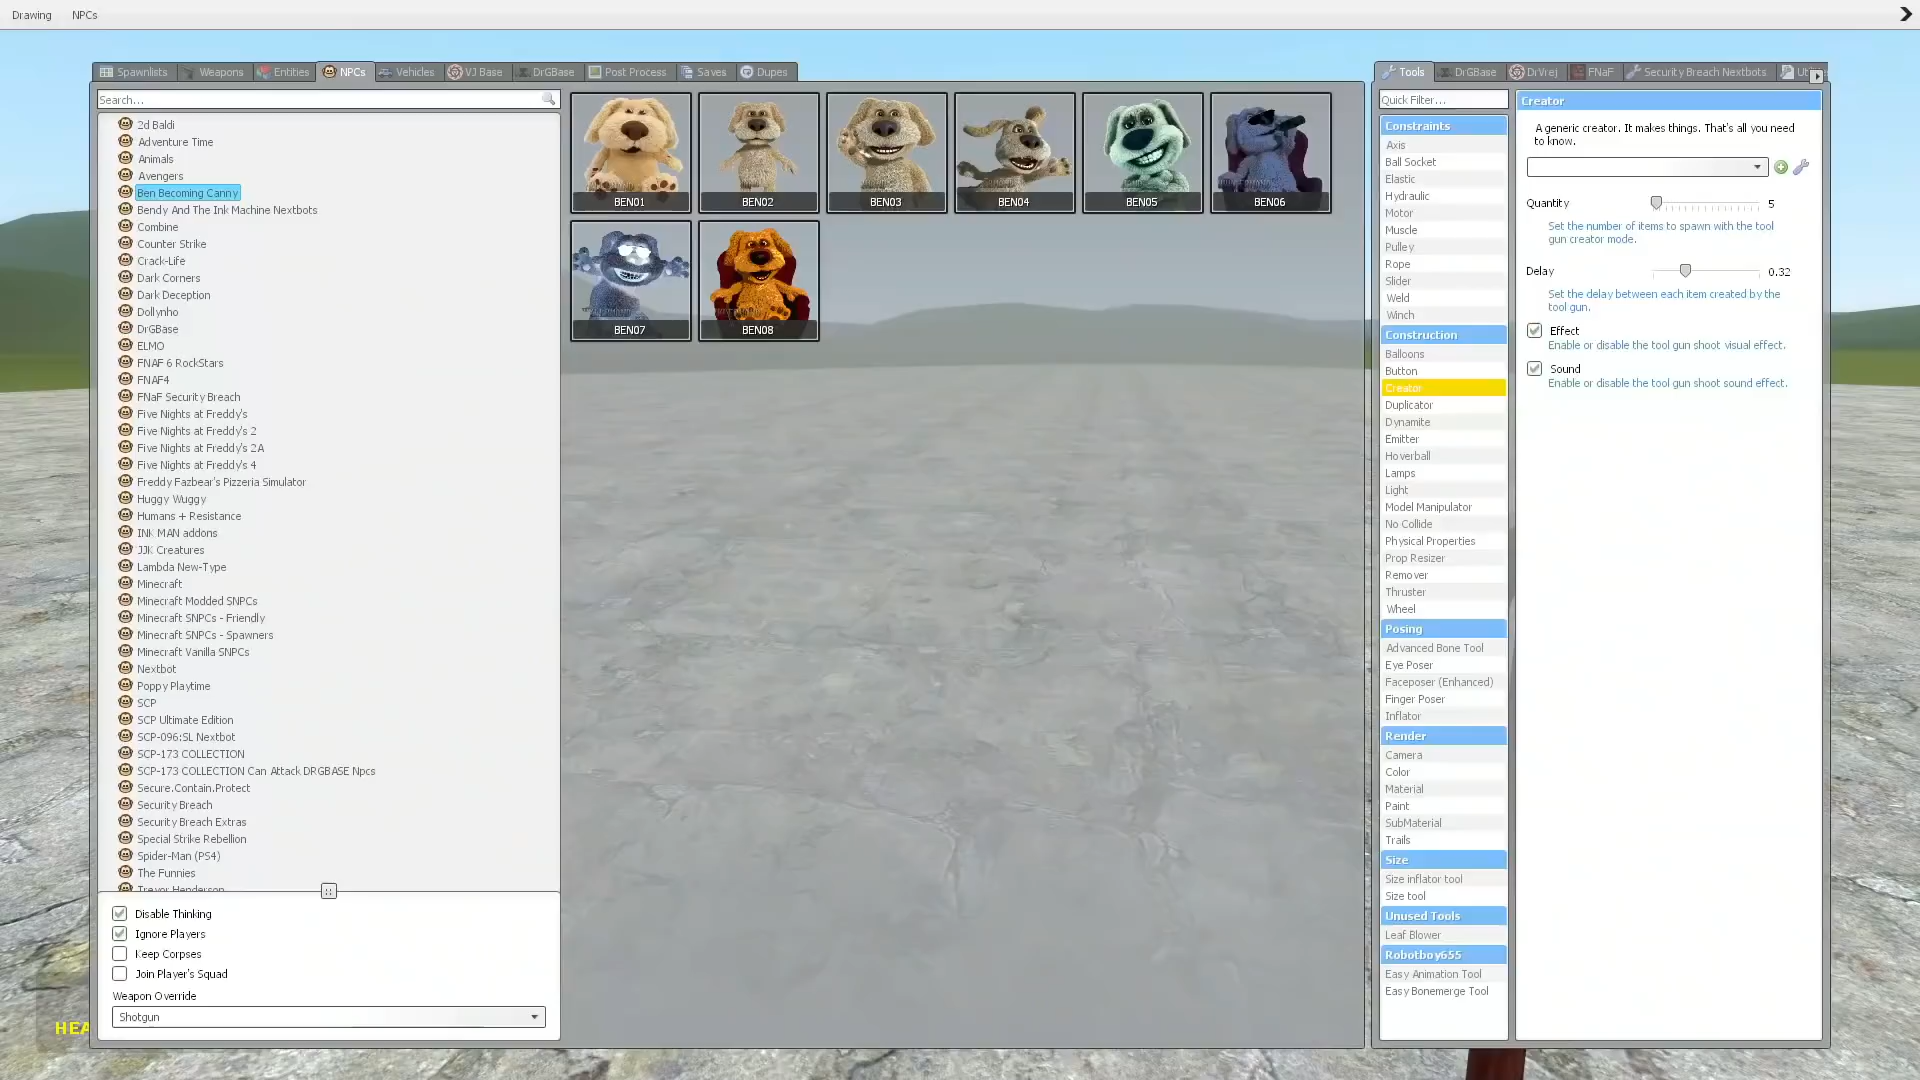 Drawing NPCs
Spawnlists Weapons Entities NPCs Vehicles VJ Base DrGBase Post Process Saves Dupes
Search...
2d Baldi
Adventure Time
Animals
Avengers
Ben Becoming Canny
Bendy And The Ink Machine Nextbots
Combine
Counter Strike
Crack-Life
Dark Corners
Dark Deception
Dollynho
DrGBase
ELMO
FNAF 6 RockStars
FNAF4
FNaF Security Breach
Five Nights at Freddy's
Five Nights at Freddy's 2
Five Nights at Freddy's 2A
Five Nights at Freddy's 4
Freddy Fazbear's Pizzeria Simulator
Huggy Wuggy
Humans + Resistance
INK MAN addons
JJK Creatures
Lambda New-Type
Minecraft
Minecraft Modded SNPCs
Minecraft SNPCs - Friendly
Minecraft SNPCs - Spawners
Minecraft Vanilla SNPCs
Nextbot
Poppy Playtime
SCP
SCP Ultimate Edition
SCP-096:SL Nextbot
SCP-173 COLLECTION
SCP-173 COLLECTION Can Attack DRGBASE Npcs
Secure.Contain.Protect
Security Breach
Security Breach Extras
Special Strike Rebellion
Spider-Man (PS4)
The Funnies
Trevor Henderson
Disable Thinking
Ignore Players
Keep Corpses
Join Player's Squad
Weapon Override
Shotgun
HEA
BEN01 BEN02 BEN03 BEN04 BEN05 BEN06
BEN07 BEN08
Tools DrGBase DrVrej FNaF Security Breach Nextbots
Quick Filter...
Constraints
Axis
Ball Socket
Elastic
Hydraulic
Motor
Muscle
Pulley
Rope
Slider
Weld
Winch
Construction
Balloons
Button
Creator
Duplicator
Dynamite
Emitter
Hoverball
Lamps
Light
Model Manipulator
No Collide
Physical Properties
Prop Resizer
Remover
Thruster
Wheel
Posing
Advanced Bone Tool
Eye Poser
Faceposer (Enhanced)
Finger Poser
Inflator
Render
Camera
Color
Material
Paint
SubMaterial
Trails
Size
Size inflator tool
Size tool
Unused Tools
Leaf Blower
Robotboy655
Easy Animation Tool
Easy Bonemerge Tool
Creator
A generic creator. It makes things. That's all you need
to know.
Quantity 5
Set the number of items to spawn with the tool
gun creator mode.
Delay 0.32
Set the delay between each item created by the
tool gun.
Effect
Enable or disable the tool gun shoot visual effect.
Sound
Enable or disable the tool gun shoot sound effect.